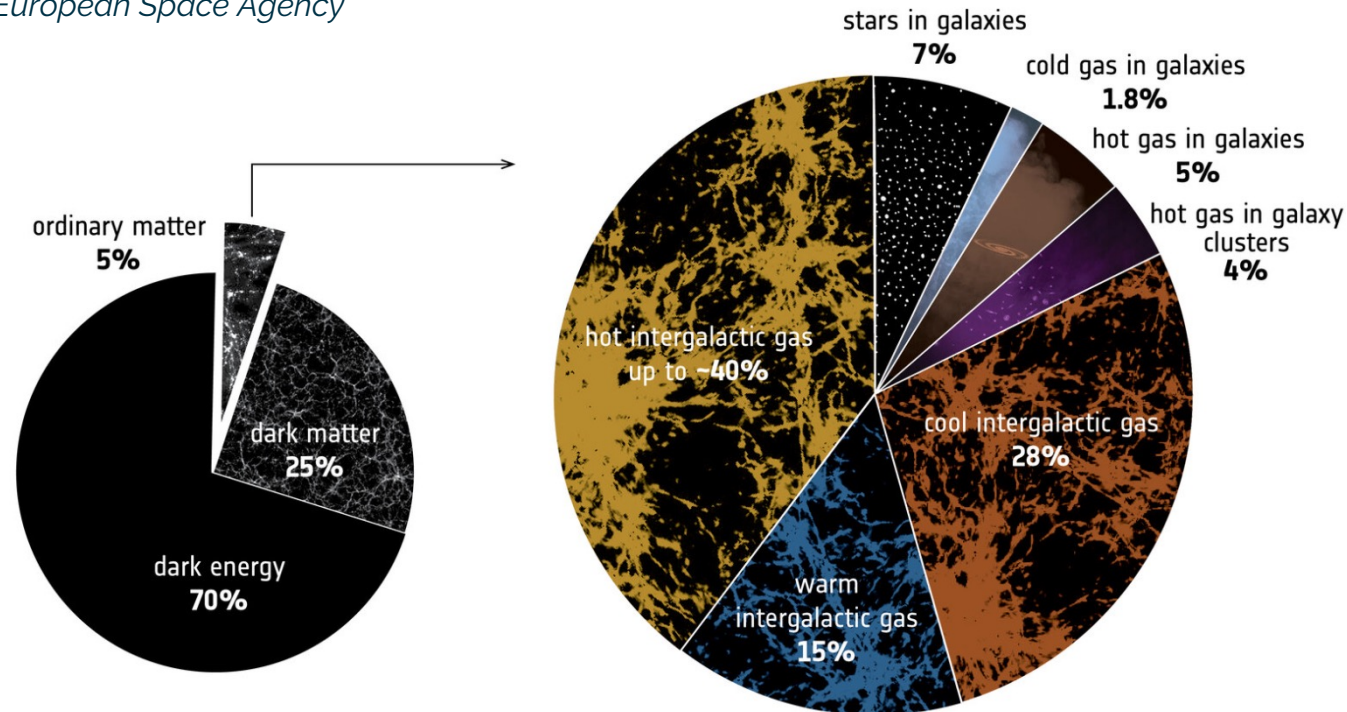 European Space Agency
ordinary matter
5%
dark matter
25%
dark energy
70%
stars in galaxies
7%
cold gas in galaxies
1.8%
hot gas in galaxies
5%
hot gas in galaxy
clusters
4%
hot intergalactic gas
up to ~40%
cool intergalactic gas
28%
warm
intergalactic gas
15%